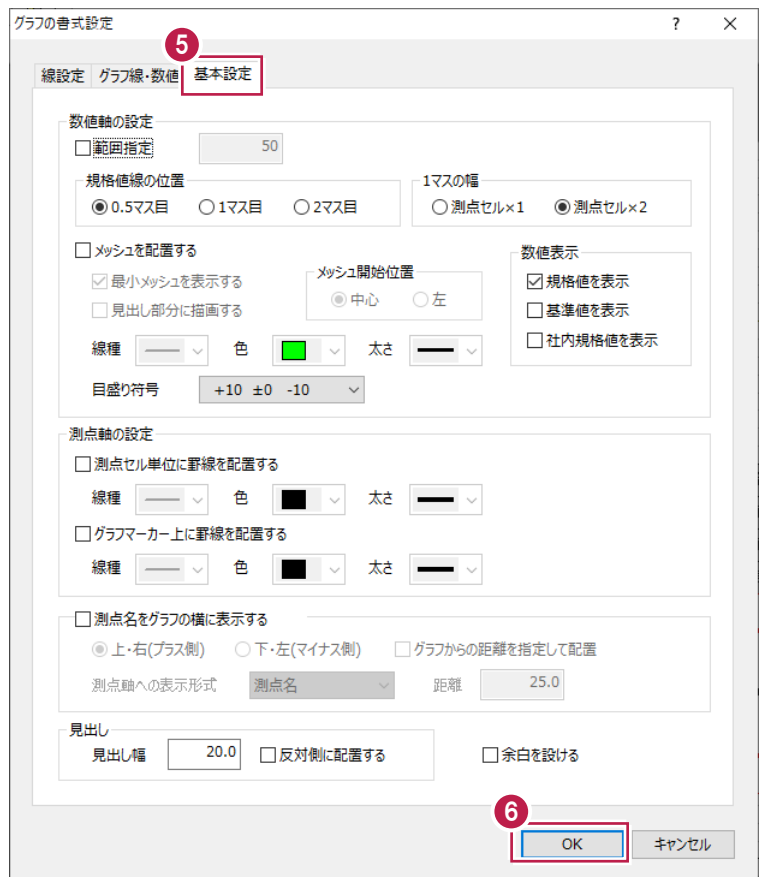 グラフの書式設定 ? ×
5
線設定 グラフ線・数値 基本設定
数値軸の設定
範囲指定 50
規格値線の位置 1マスの幅
0.5マス目 1マス目 2マス目 測点セル×1 測点セル×2
メッシュを配置する 数値表示
最小メッシュを表示する メッシュ開始位置 規格値を表示
見出し部分に描画する 中心 左 基準値を表示
線種 色 太さ 社内規格値を表示
目盛り符号 +10 ±0 -10
測点軸の設定
測点セル単位に罫線を配置する
線種 色 太さ
グラフマーカー上に罫線を配置する
線種 色 太さ
測点名をグラフの横に表示する
上・右(プラス側) 下・左(マイナス側) グラフからの距離を指定して配置
測点軸への表示形式 測点名 距離 25.0
見出し
見出し幅 20.0 反対側に配置する 余白を設ける
6
OK キャンセル